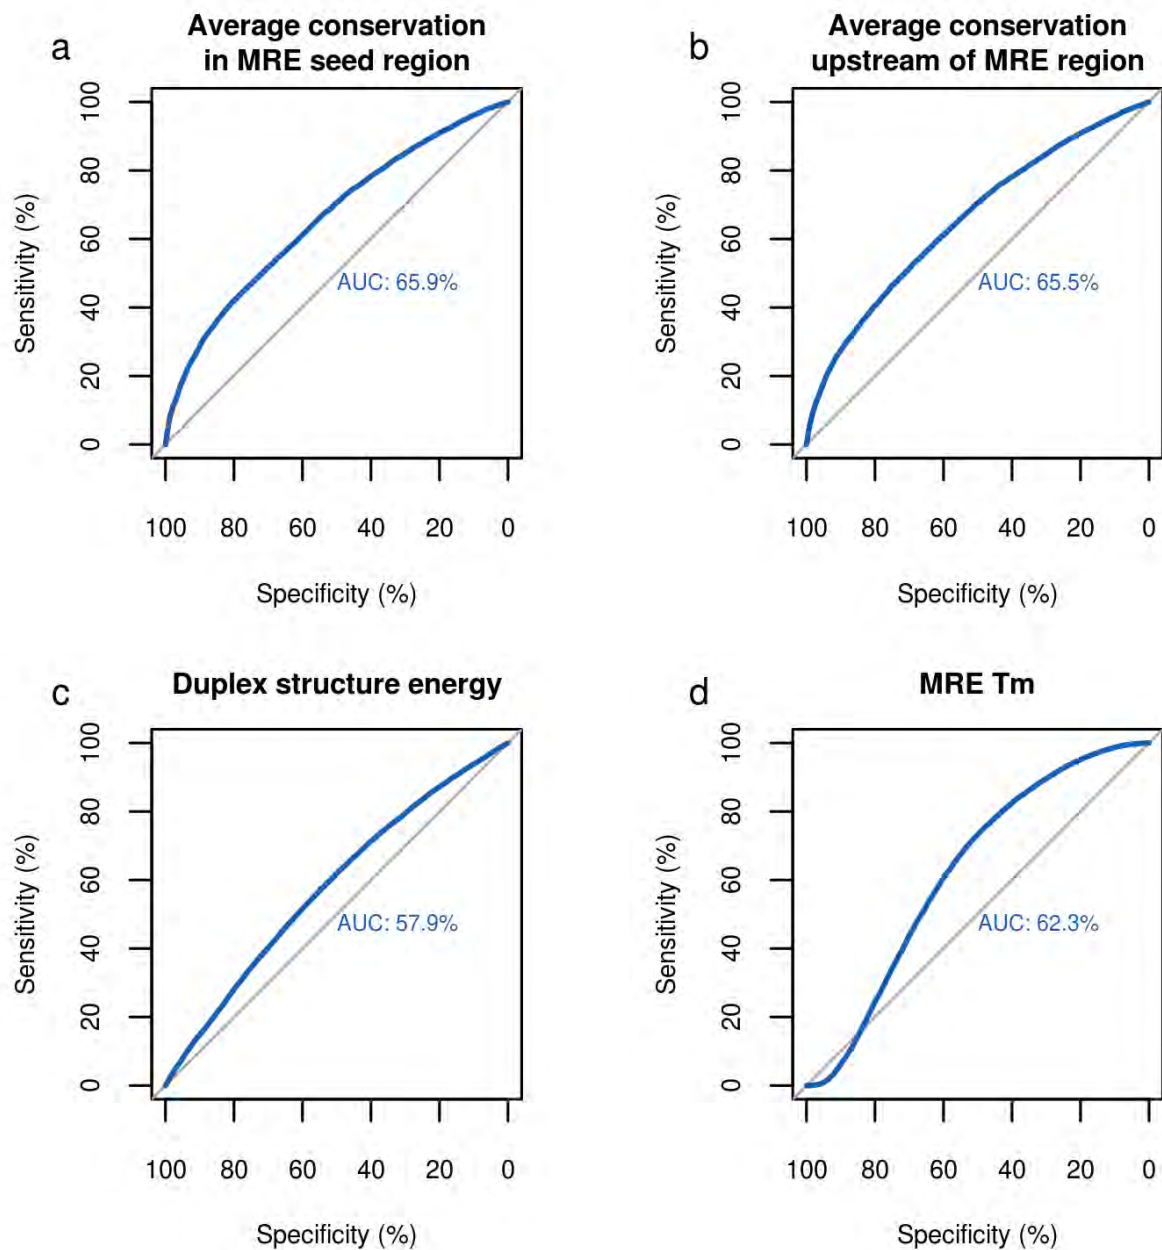 a
Average conservation
in MRE seed region
Sensitivity (%)
100
80
60
40
20
0
AUC: 65.9%
100 80 60 40 20 0
Specificity (%)
b
Average conservation
upstream of MRE region
Sensitivity (%)
100
80
60
40
20
0
AUC: 65.5%
100 80 60 40 20 0
Specificity (%)
c
Duplex structure energy
Sensitivity (%)
100
80
60
40
20
0
AUC: 57.9%
100 80 60 40 20 0
Specificity (%)
d
MRE Tm
Sensitivity (%)
100
80
60
40
20
0
AUC: 62.3%
100 80 60 40 20 0
Specificity (%)